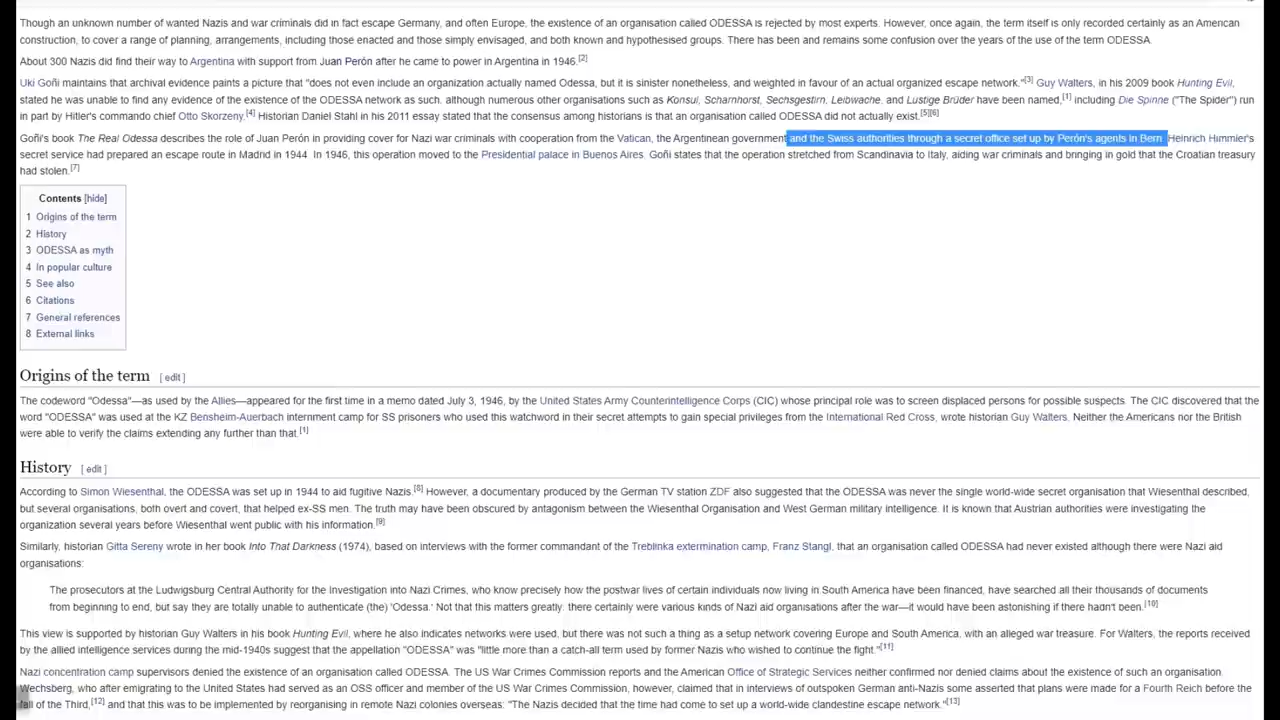 Though an unknown number of wanted Nazis and war criminals did in fact escape Germany, and often Europe, the existence of an organisation called ODESSA is rejected by most experts. However, once again, the term itself is only recorded certainly as an American
construction, to cover a range of planning, arrangements, including those enacted and those simply envisaged, and both known and hypothesised groups. There has been and remains some confusion over the years of the use of the term ODESSA.
About 300 Nazis did find their way to Argentina with support from Juan Perón after he came to power in Argentina in 1946.[2]
Uki Goñi maintains that archival evidence paints a picture that "does not even include an organization actually named Odessa, but it is sinister nonetheless, and weighted in favour of an actual organized escape network."[3] Guy Walters, in his 2009 book Hunting Evil,
stated he was unable to find any evidence of the existence of the ODESSA network as such, although numerous other organisations such as Konsul, Scharnhorst, Sechsgestirn, Leibwache, and Lustige Brüder have been named,[1] including Die Spinne ("The Spider") run
in part by Hitler's commando chief Otto Skorzeny.[4] Historian Daniel Stahl in his 2011 essay stated that the consensus among historians is that an organisation called ODESSA did not actually exist.[5][6]
Goñi's book The Real Odessa describes the role of Juan Perón in providing cover for Nazi war criminals with cooperation from the Vatican, the Argentinean government and the Swiss authorities through a secret office set up by Perón's agents in Bern. Heinrich Himmler's
secret service had prepared an escape route in Madrid in 1944. In 1946, this operation moved to the Presidential palace in Buenos Aires. Goñi states that the operation stretched from Scandinavia to Italy, aiding war criminals and bringing in gold that the Croatian treasury
had stolen.[7]
Contents [hide]
1 Origins of the term
2 History
3 ODESSA as myth
4 In popular culture
5 See also
6 Citations
7 General references
8 External links
Origins of the term [ edit ]
The codeword "Odessa"—as used by the Allies—appeared for the first time in a memo dated July 3, 1946, by the United States Army Counterintelligence Corps (CIC) whose principal role was to screen displaced persons for possible suspects. The CIC discovered that the
word "ODESSA" was used at the KZ Bensheim-Auerbach internment camp for SS prisoners who used this watchword in their secret attempts to gain special privileges from the International Red Cross, wrote historian Guy Walters. Neither the Americans nor the British
were able to verify the claims extending any further than that.[1]
History [ edit ]
According to Simon Wiesenthal, the ODESSA was set up in 1944 to aid fugitive Nazis.[8] However, a documentary produced by the German TV station ZDF also suggested that the ODESSA was never the single world-wide secret organisation that Wiesenthal described,
but several organisations, both overt and covert, that helped ex-SS men. The truth may have been obscured by antagonism between the Wiesenthal Organisation and West German military intelligence. It is known that Austrian authorities were investigating the
organization several years before Wiesenthal went public with his information.[9]
Similarly, historian Gitta Sereny wrote in her book Into That Darkness (1974), based on interviews with the former commandant of the Treblinka extermination camp, Franz Stangl, that an organisation called ODESSA had never existed although there were Nazi aid
organisations:
The prosecutors at the Ludwigsburg Central Authority for the Investigation into Nazi Crimes, who know precisely how the postwar lives of certain individuals now living in South America have been financed, have searched all their thousands of documents
from beginning to end, but say they are totally unable to authenticate (the) 'Odessa.' Not that this matters greatly: there certainly were various kinds of Nazi aid organisations after the war—it would have been astonishing if there hadn't been.[10]
This view is supported by historian Guy Walters in his book Hunting Evil, where he also indicates networks were used, but there was not such a thing as a setup network covering Europe and South America, with an alleged war treasure. For Walters, the reports received
by the allied intelligence services during the mid-1940s suggest that the appellation "ODESSA" was "little more than a catch-all term used by former Nazis who wished to continue the fight."[11]
Nazi concentration camp supervisors denied the existence of an organisation called ODESSA. The US War Crimes Commission reports and the American Office of Strategic Services neither confirmed nor denied claims about the existence of such an organisation.
Wechsberg, who after emigrating to the United States had served as an OSS officer and member of the US War Crimes Commission, however, claimed that in interviews of outspoken German anti-Nazis some asserted that plans were made for a Fourth Reich before the
fall of the Third,[12] and that this was to be implemented by reorganising in remote Nazi colonies overseas: "The Nazis decided that the time had come to set up a world-wide clandestine escape network."[13]